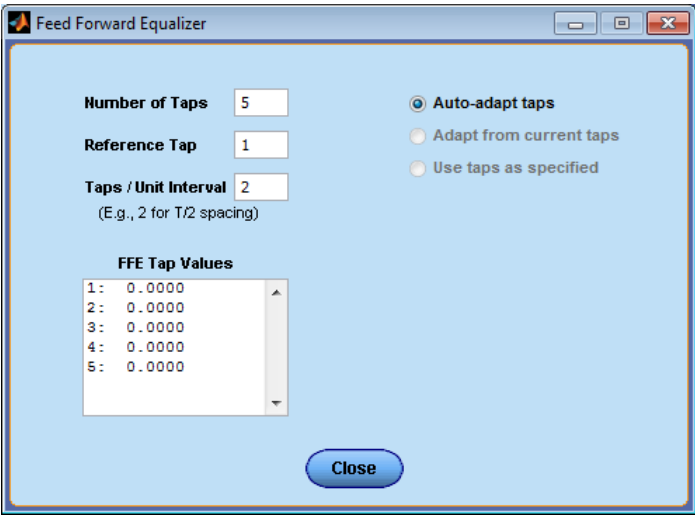 Feed Forward Equalizer
Number of Taps 5
Reference Tap 1
Taps / Unit Interval 2
(E.g., 2 for T/2 spacing)
Auto-adapt taps
Adapt from current taps
Use taps as specified
FFE Tap Values
1: 0.0000
2: 0.0000
3: 0.0000
4: 0.0000
5: 0.0000
Close